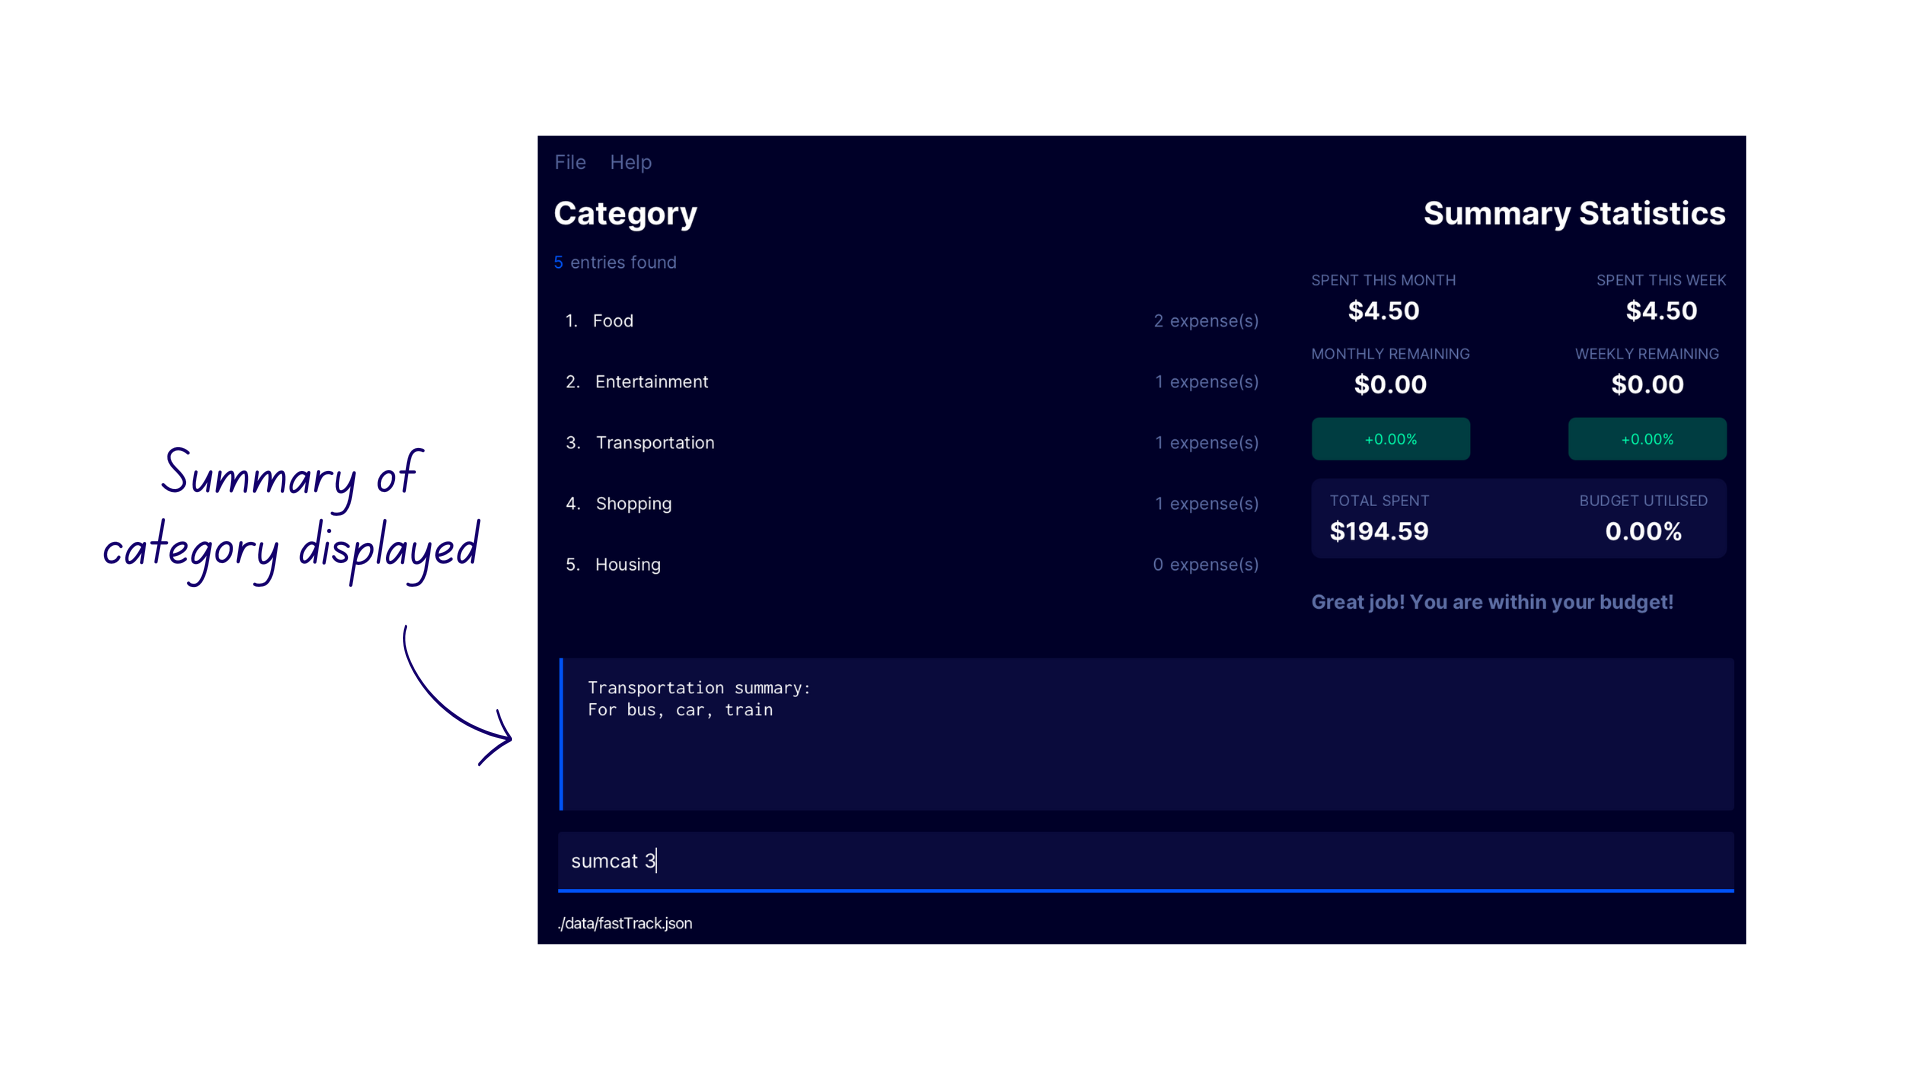 Summary of
category displayed
File Help
Category
5 entries found
1. Food 2 expense(s)
2. Entertainment 1 expense(s)
3. Transportation 1 expense(s)
4. Shopping 1 expense(s)
5. Housing 0 expense(s)
Summary Statistics
SPENT THIS MONTH SPENT THIS WEEK
$4.50 $4.50
MONTHLY REMAINING WEEKLY REMAINING
$0.00 $0.00
+0.00% +0.00%
TOTAL SPENT BUDGET UTILISED
$194.59 0.00%
Great job! You are within your budget!
Transportation summary:
For bus, car, train
sumcat 3
./data/fastTrack.json